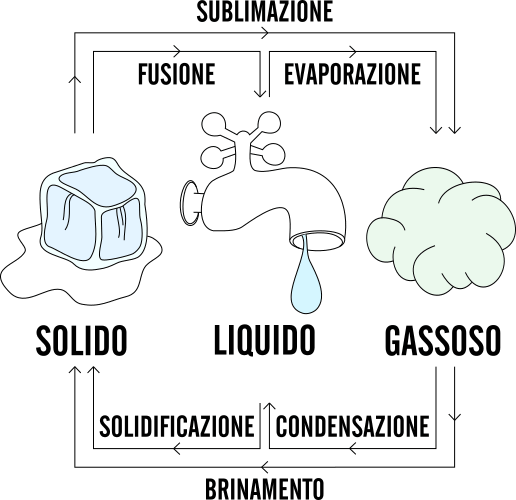 SUBLIMAZIONE
FUSIONE
EVAPORAZIONE
SOLIDO
LIQUIDO
GASSOSO
SOLIDIFICAZIONE
CONDENSAZIONE
BRINAMENTO